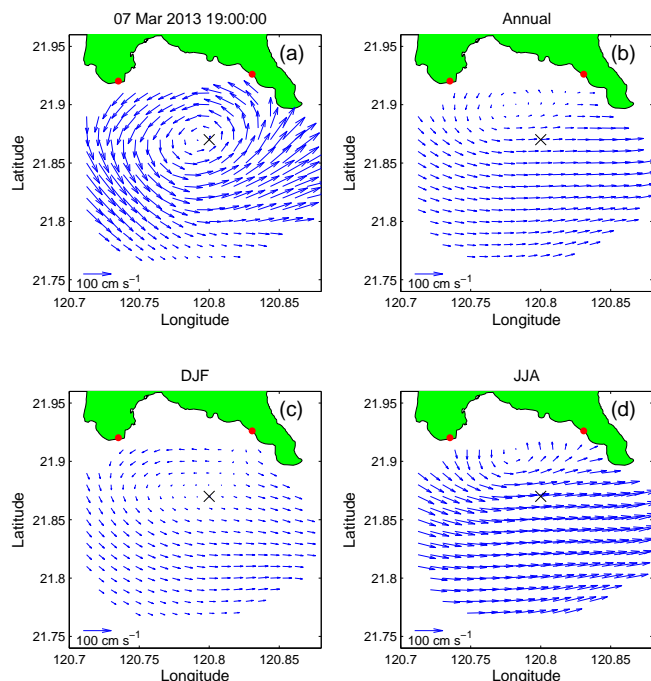 07 Mar 2013 19:00:00
(a)
21.95
21.9
21.85
21.8
21.75
Latitude
100 cm s⁻¹
120.7 120.75 120.8 120.85
Longitude
Annual
(b)
21.95
21.9
21.85
21.8
21.75
Latitude
100 cm s⁻¹
120.7 120.75 120.8 120.85
Longitude
DJF
(c)
21.95
21.9
21.85
21.8
21.75
Latitude
100 cm s⁻¹
120.7 120.75 120.8 120.85
Longitude
JJA
(d)
21.95
21.9
21.85
21.8
21.75
Latitude
100 cm s⁻¹
120.7 120.75 120.8 120.85
Longitude